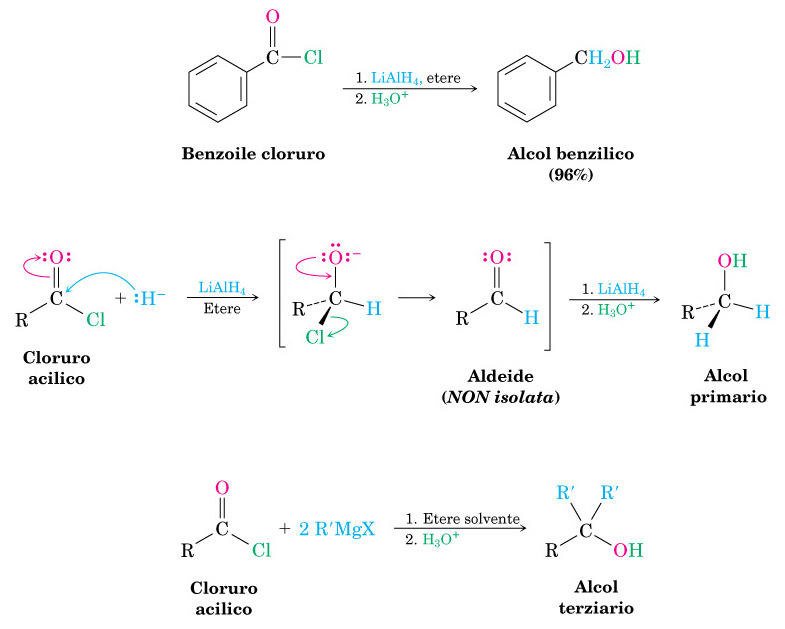 O
C—Cl
1. LiAlH₄, etere
2. H₃O⁺
CH₂OH
Benzoile cloruro
Alcol benzilico
(96%)
:O:
C
R
Cl
+ :H⁻
LiAlH₄
Etere
:Ö:⁻
R
C
H
Cl
:O:
C
R
H
1. LiAlH₄
2. H₃O⁺
OH
R
C
H
H
Cloruro
acilico
Aldeide
(NON isolata)
Alcol
primario
O
C
R
Cl
+ 2 R′MgX
1. Etere solvente
2. H₃O⁺
R′ R′
C
R
OH
Cloruro
acilico
Alcol
terziario